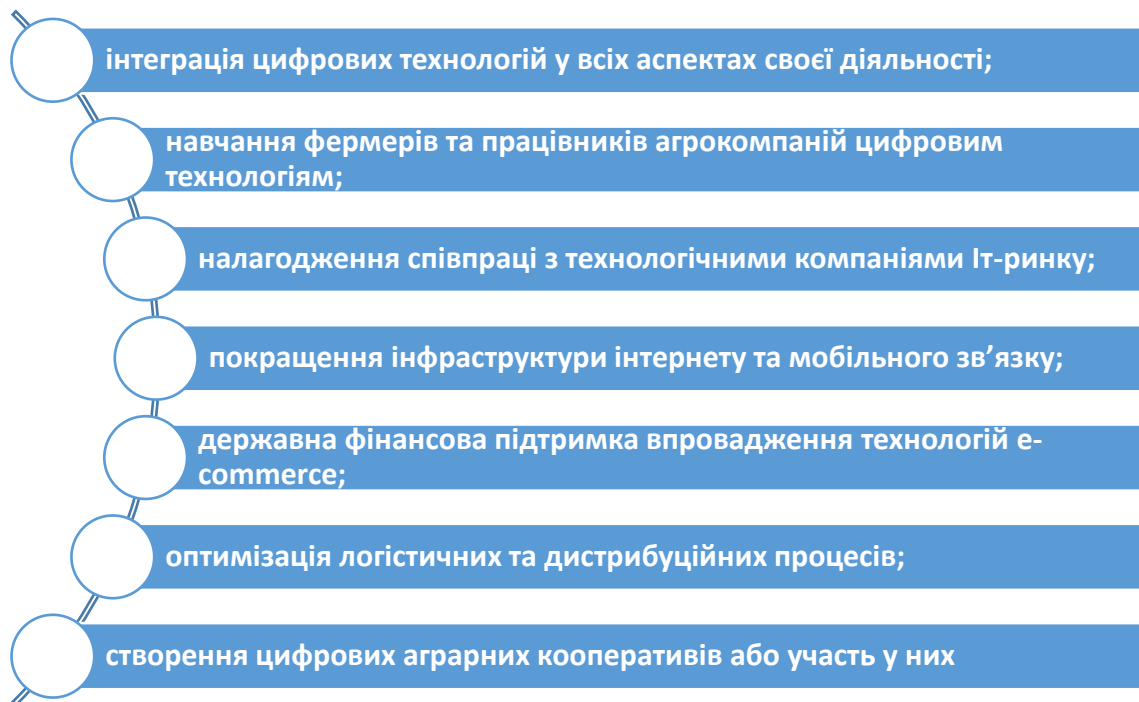 інтеграція цифрових технологій у всіх аспектах своєї діяльності;
навчання фермерів та працівників агрокомпаній цифровим
технологіям;
налагодження співпраці з технологічними компаніями Іт-ринку;
покращення інфраструктури інтернету та мобільного зв’язку;
державна фінансова підтримка впровадження технологій e-
commerce;
оптимізація логістичних та дистрибуційних процесів;
створення цифрових аграрних кооперативів або участь у них